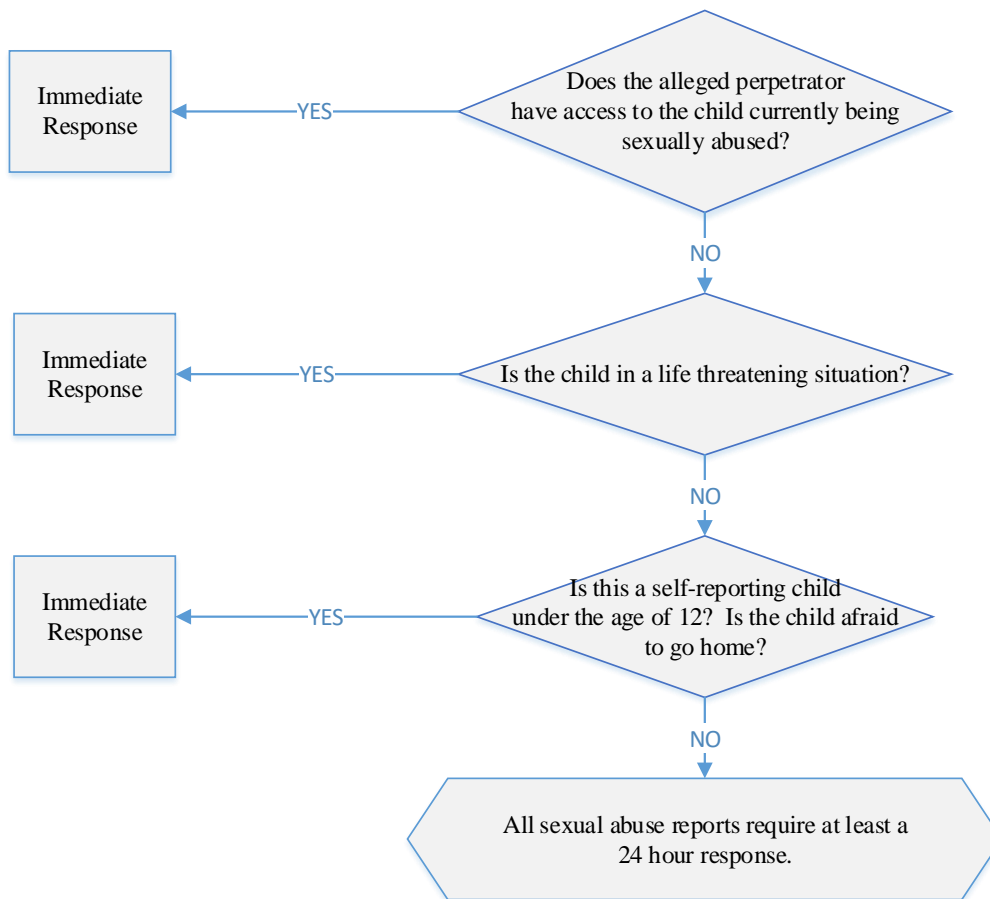 Does the alleged perpetrator
have access to the child currently being
sexually abused?
YES
Immediate
Response
NO
Is the child in a life threatening situation?
YES
Immediate
Response
NO
Is this a self-reporting child
under the age of 12?  Is the child afraid
to go home?
YES
Immediate
Response
NO
All sexual abuse reports require at least a
24 hour response.